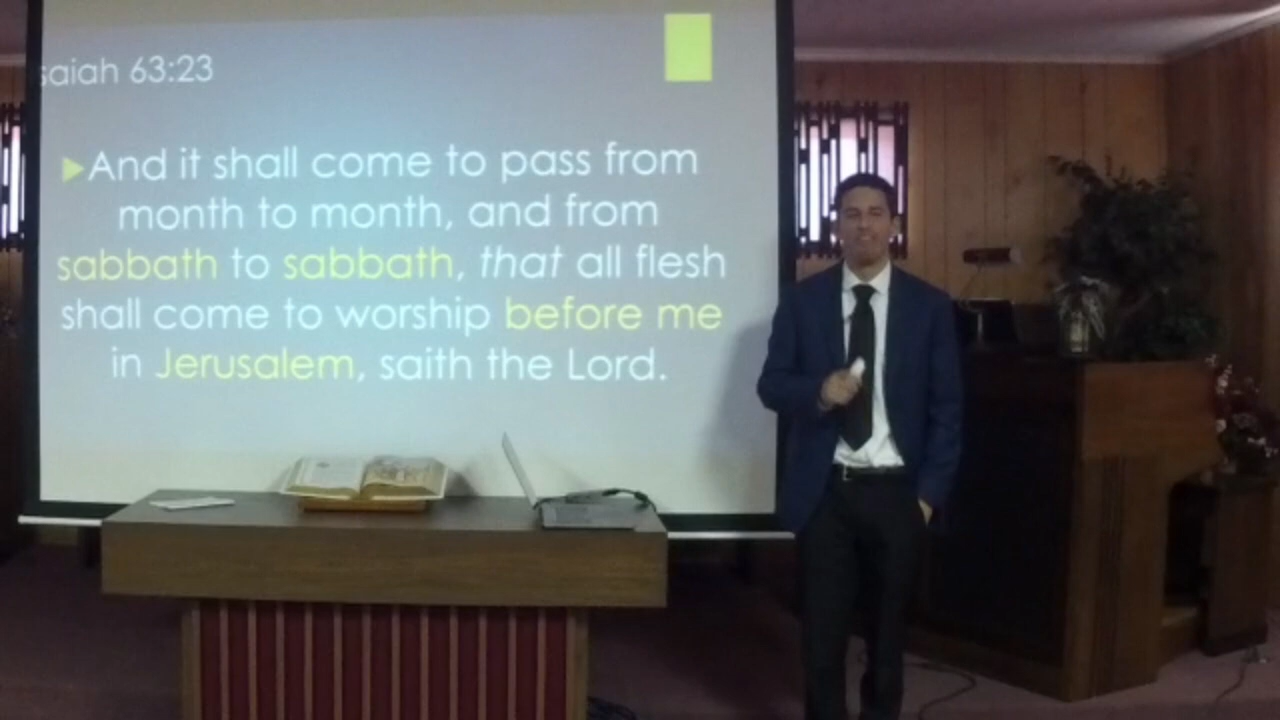 saiah 63:23
And it shall come to pass from
month to month, and from
sabbath to sabbath, that all flesh
shall come to worship before me
in Jerusalem, saith the Lord.